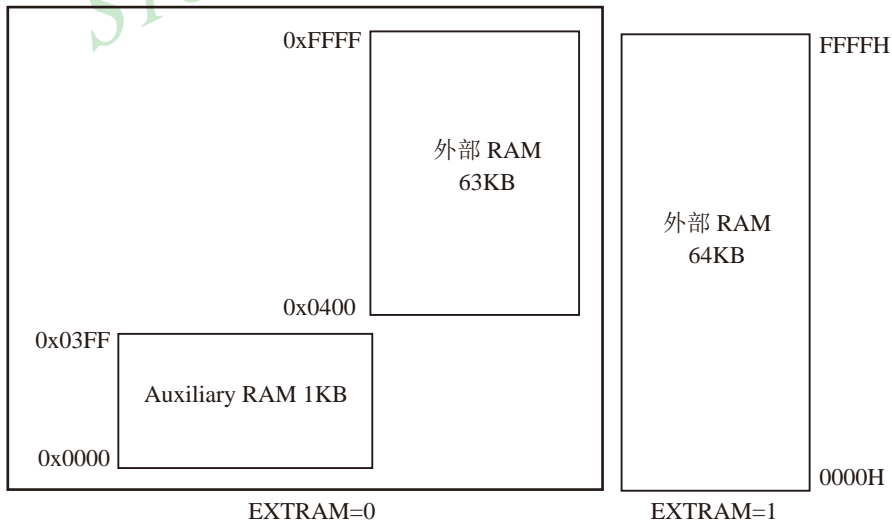 0xFFFF
外部 RAM
63KB
0x0400
0x03FF
Auxiliary RAM 1KB
0x0000
EXTRAM=0
FFFFH
外部 RAM
64KB
0000H
EXTRAM=1